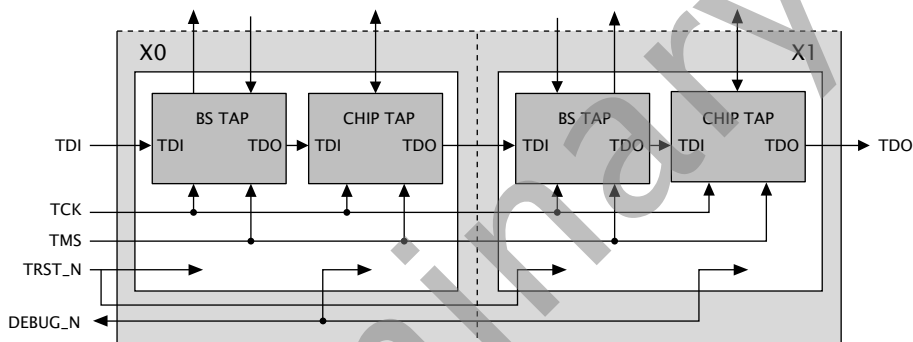 X0 X1
BS TAP CHIP TAP BS TAP CHIP TAP
TDI TDI TDO TDI TDO TDI TDO TDI TDO TDO
TCK
TMS
TRST_N
DEBUG_N